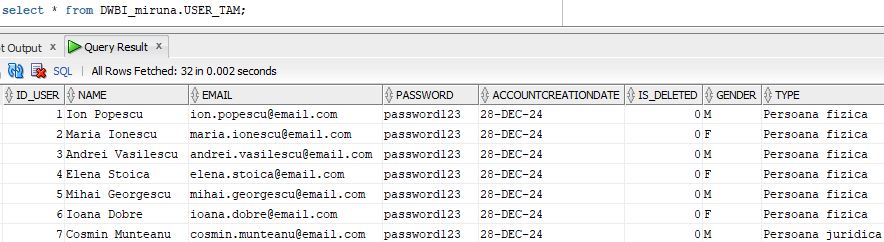 select * from DWBI_miruna.USER_TAM;
t Output x Query Result x
SQL | All Rows Fetched: 32 in 0.002 seconds
ID_USER NAME EMAIL PASSWORD ACCOUNTCREATIONDATE IS_DELETED GENDER TYPE
1 Ion Popescu ion.popescu@email.com password123 28-DEC-24 0 M Persoana fizica
2 Maria Ionescu maria.ionescu@email.com password123 28-DEC-24 0 F Persoana fizica
3 Andrei Vasilescu andrei.vasilescu@email.com password123 28-DEC-24 0 M Persoana fizica
4 Elena Stoica elena.stoica@email.com password123 28-DEC-24 0 F Persoana fizica
5 Mihai Georgescu mihai.georgescu@email.com password123 28-DEC-24 0 M Persoana fizica
6 Ioana Dobre ioana.dobre@email.com password123 28-DEC-24 0 F Persoana fizica
7 Cosmin Munteanu cosmin.munteanu@email.com password123 28-DEC-24 0 M Persoana juridica